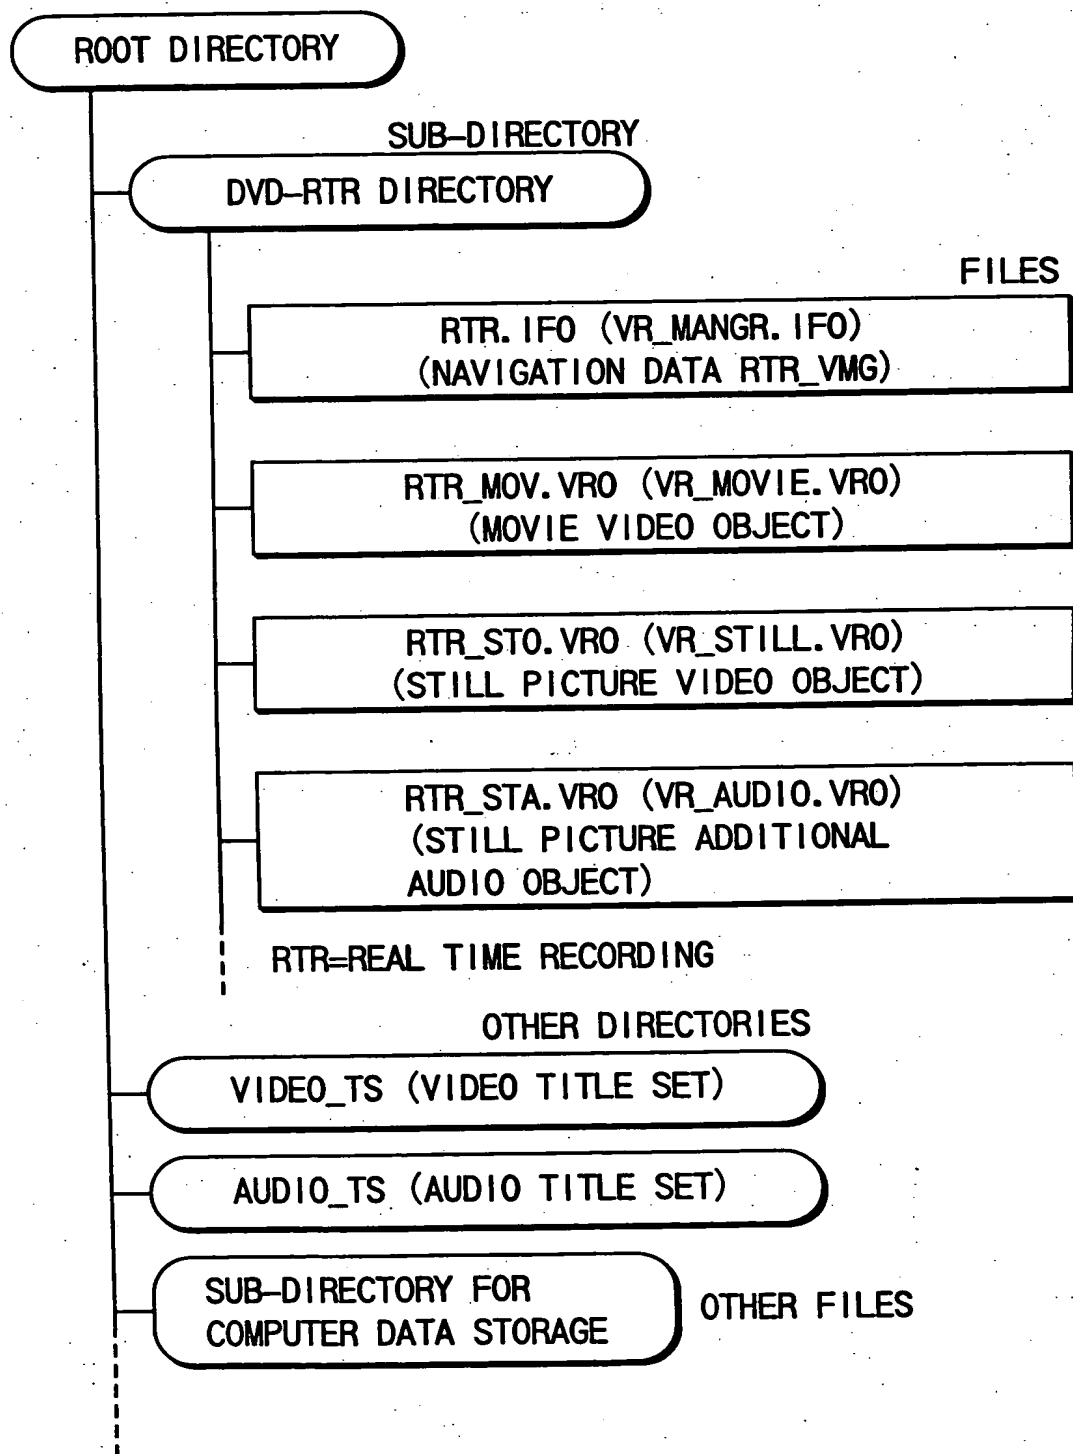 ROOT DIRECTORY
SUB-DIRECTORY
DVD-RTR DIRECTORY
FILES
RTR.IFO (VR_MANGR.IFO)
(NAVIGATION DATA RTR_VMG)
RTR_MOV.VRO (VR_MOVIE.VRO)
(MOVIE VIDEO OBJECT)
RTR_STO.VRO (VR_STILL.VRO)
(STILL PICTURE VIDEO OBJECT)
RTR_STA.VRO (VR_AUDIO.VRO)
(STILL PICTURE ADDITIONAL
AUDIO OBJECT)
RTR=REAL TIME RECORDING
OTHER DIRECTORIES
VIDEO_TS (VIDEO TITLE SET)
AUDIO_TS (AUDIO TITLE SET)
SUB-DIRECTORY FOR
COMPUTER DATA STORAGE
OTHER FILES